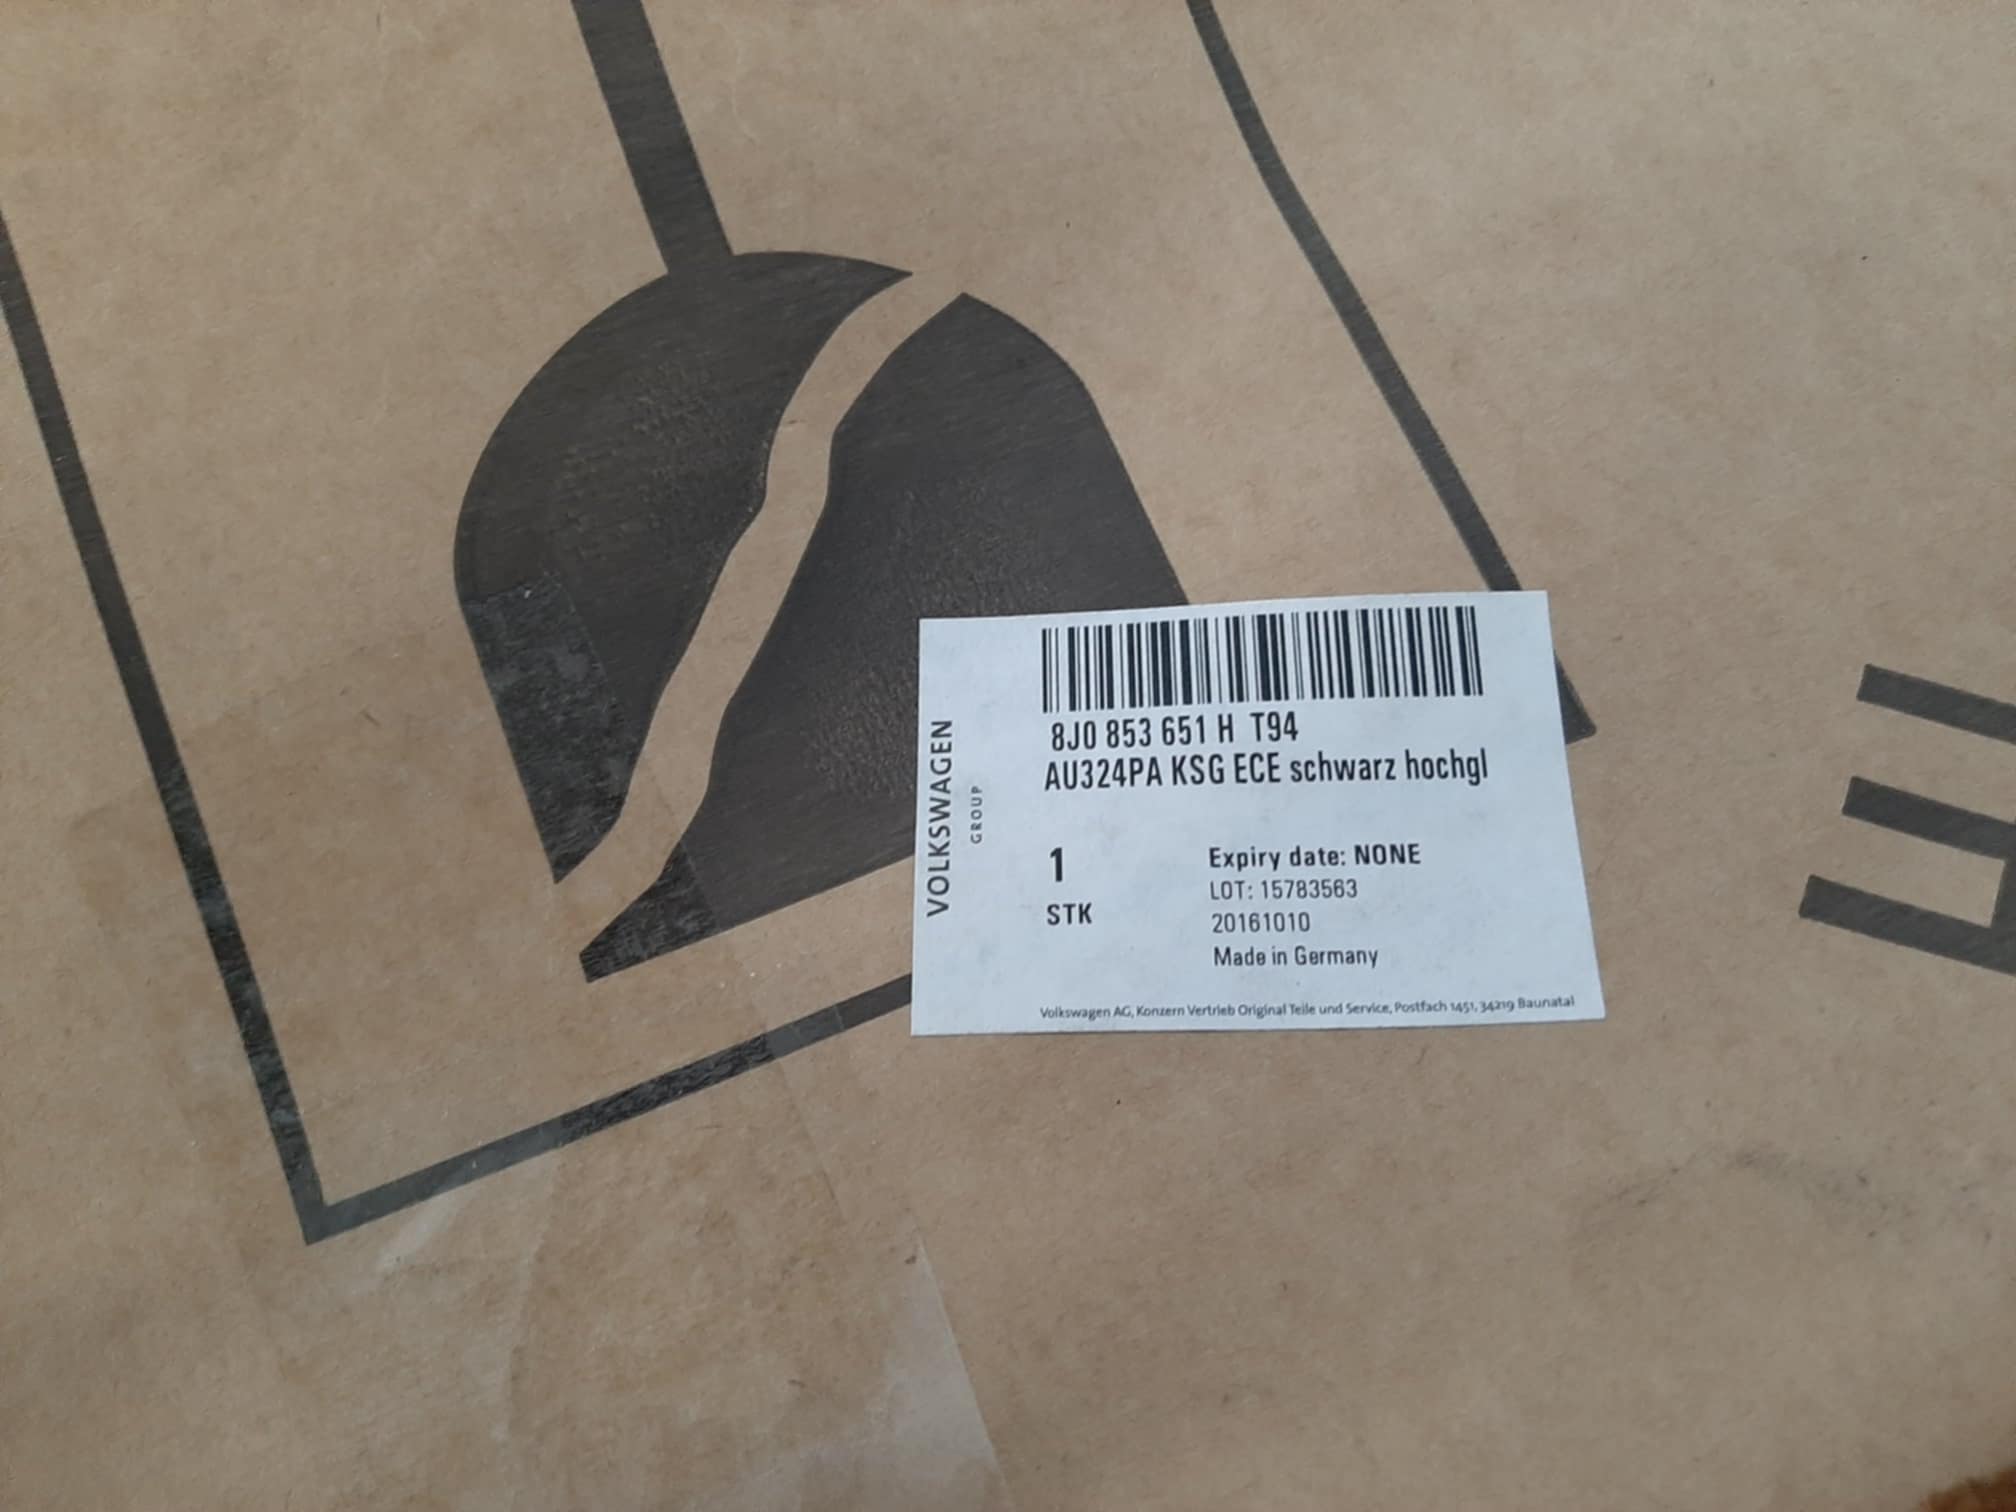 8J0 853 651 H T94
AU324PA KSG ECE schwarz hochgl
VOLKSWAGEN
GROUP
1
STK
Expiry date: NONE
LOT: 15783563
20161010
Made in Germany
Volkswagen AG, Konzern Vertrieb Original Teile und Service, Postfach 1451, 34219 Baunatal